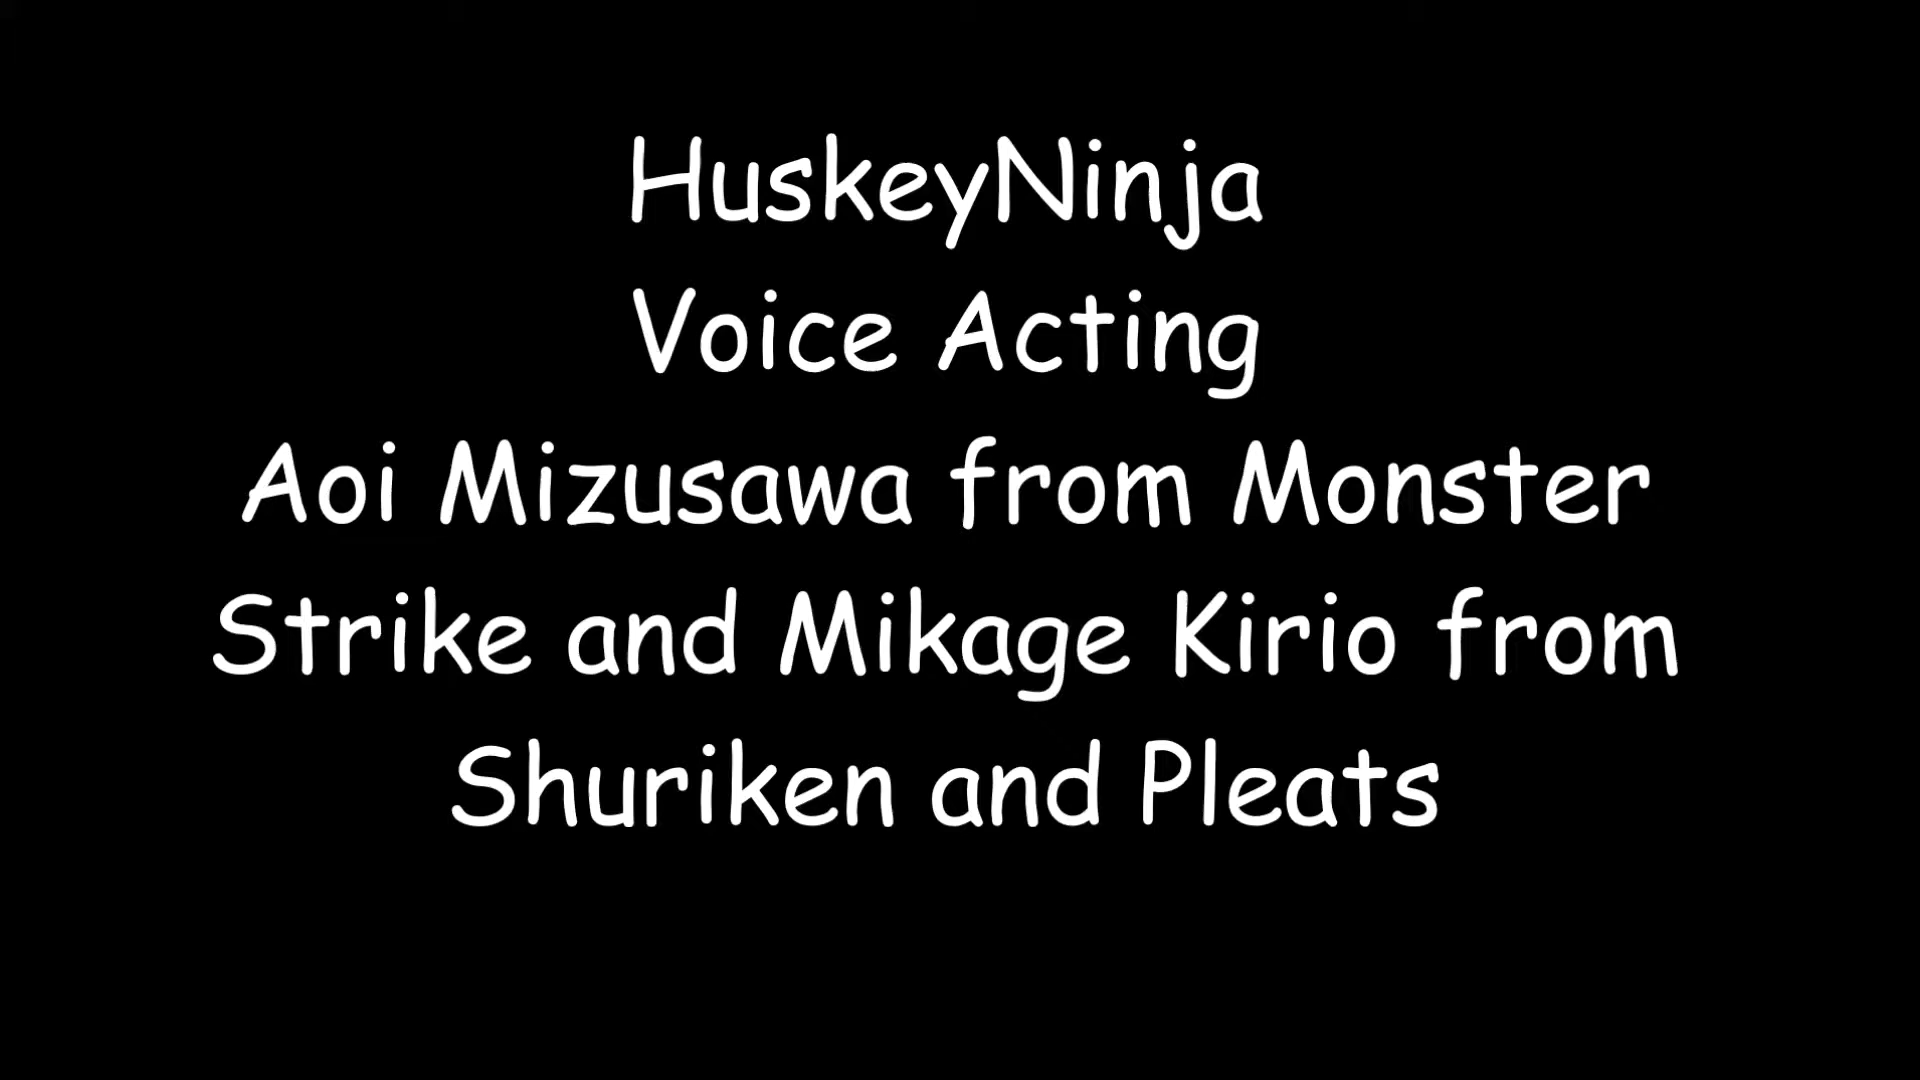 HuskeyNinja
Voice Acting
Aoi Mizusawa from Monster
Strike and Mikage Kirio from
Shuriken and Pleats